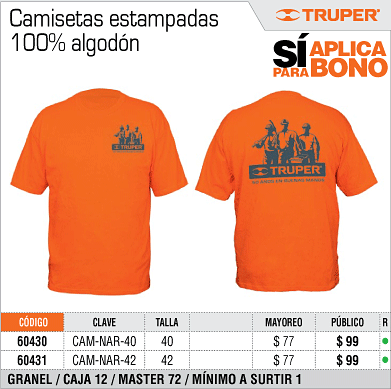 Camisetas estampadas
100% algodón
TRUPER
SÍ APLICA
PARA BONO
TRUPER
TRUPER
CÓDIGO CLAVE TALLA MAYOREO PÚBLICO R
60430 CAM-NAR-40 40 $ 77 $ 99
60431 CAM-NAR-42 42 $ 77 $ 99
GRANEL / CAJA 12 / MASTER 72 / MÍNIMO A SURTIR 1